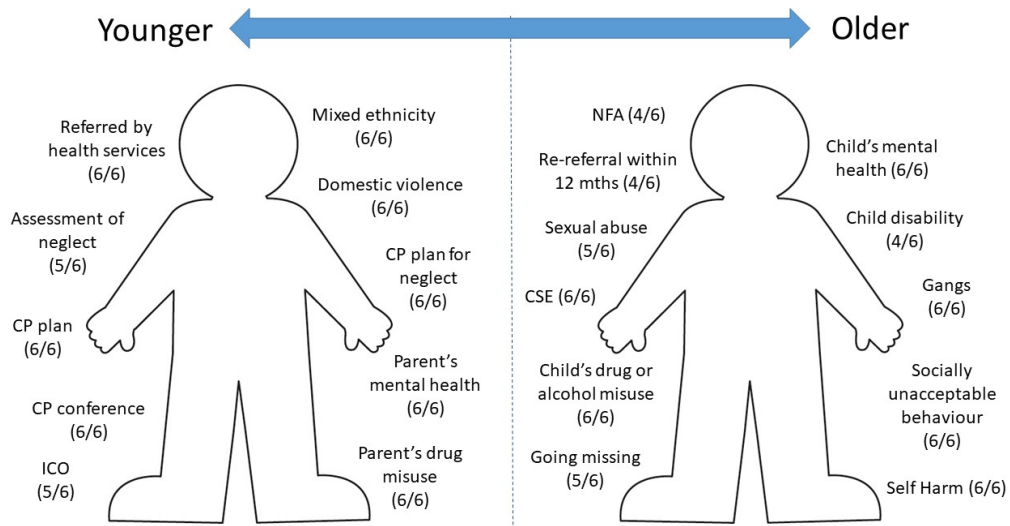 Younger
Older
Referred by
health services
(6/6)
Assessment of
neglect
(5/6)
CP plan
(6/6)
CP conference
(6/6)
ICO
(5/6)
Mixed ethnicity
(6/6)
Domestic violence
(6/6)
CP plan for
neglect
(6/6)
Parent's
mental health
(6/6)
Parent's drug
misuse
(6/6)
NFA (4/6)
Re-referral within
12 mths (4/6)
Sexual abuse
(5/6)
CSE (6/6)
Child's drug or
alcohol misuse
(6/6)
Going missing
(5/6)
Child's mental
health (6/6)
Child disability
(4/6)
Gangs
(6/6)
Socially
unacceptable
behaviour
(6/6)
Self Harm (6/6)